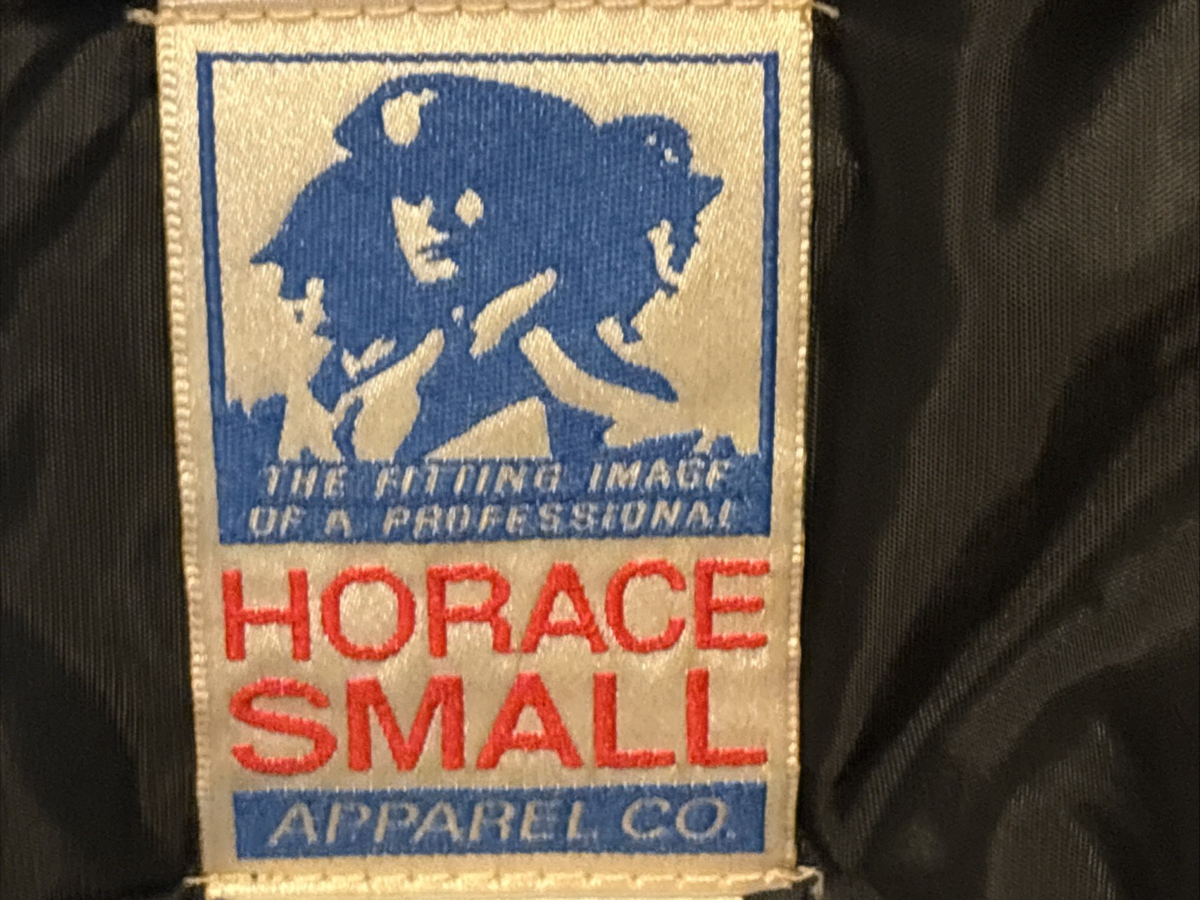 THE FITTING IMAGE
OF A PROFESSIONAL
HORACE
SMALL
APPAREL CO.